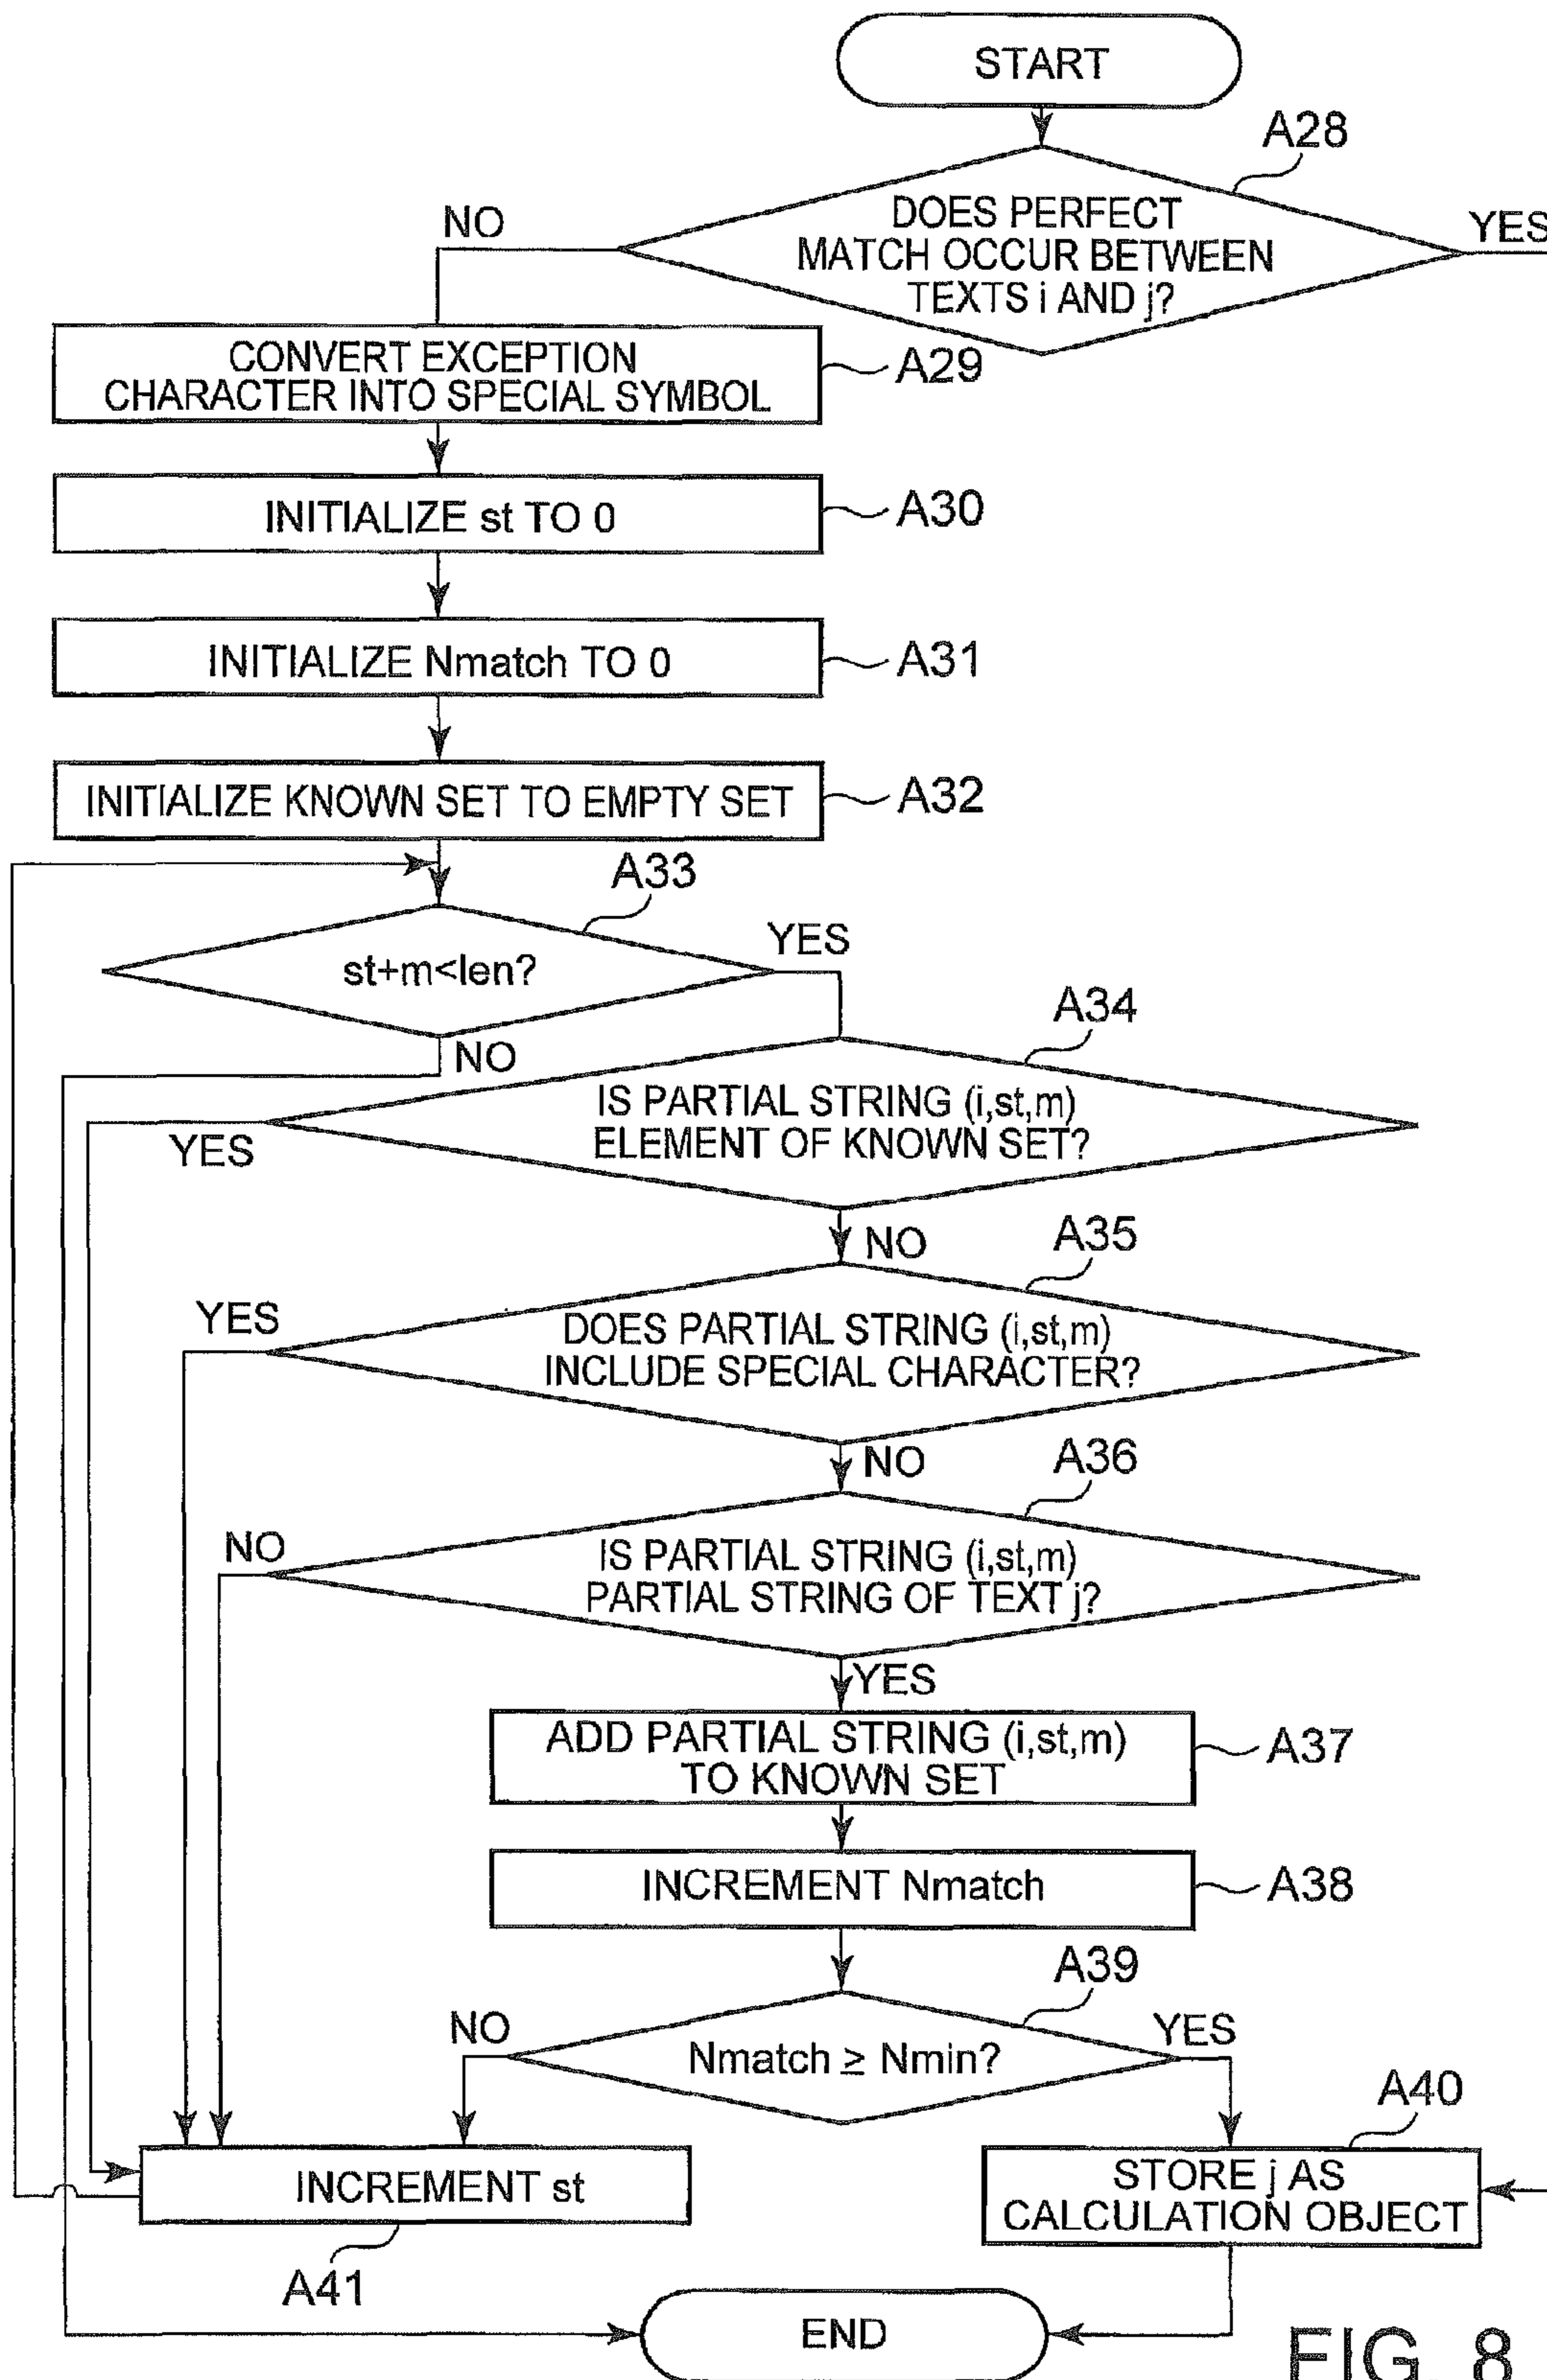 START
A28
DOES PERFECT
MATCH OCCUR BETWEEN
TEXTS i AND j?
NO
YES
CONVERT EXCEPTION
CHARACTER INTO SPECIAL SYMBOL
A29
INITIALIZE st TO 0
A30
INITIALIZE Nmatch TO 0
A31
INITIALIZE KNOWN SET TO EMPTY SET
A32
A33
st+m<len?
YES
NO
A34
IS PARTIAL STRING (i,st,m)
ELEMENT OF KNOWN SET?
YES
NO
A35
DOES PARTIAL STRING (i,st,m)
INCLUDE SPECIAL CHARACTER?
YES
NO
A36
IS PARTIAL STRING (i,st,m)
PARTIAL STRING OF TEXT j?
NO
YES
ADD PARTIAL STRING (i,st,m)
TO KNOWN SET
A37
INCREMENT Nmatch
A38
A39
Nmatch ≥ Nmin?
NO
YES
A40
INCREMENT st
STORE j AS
CALCULATION OBJECT
A41
END
FIG. 8